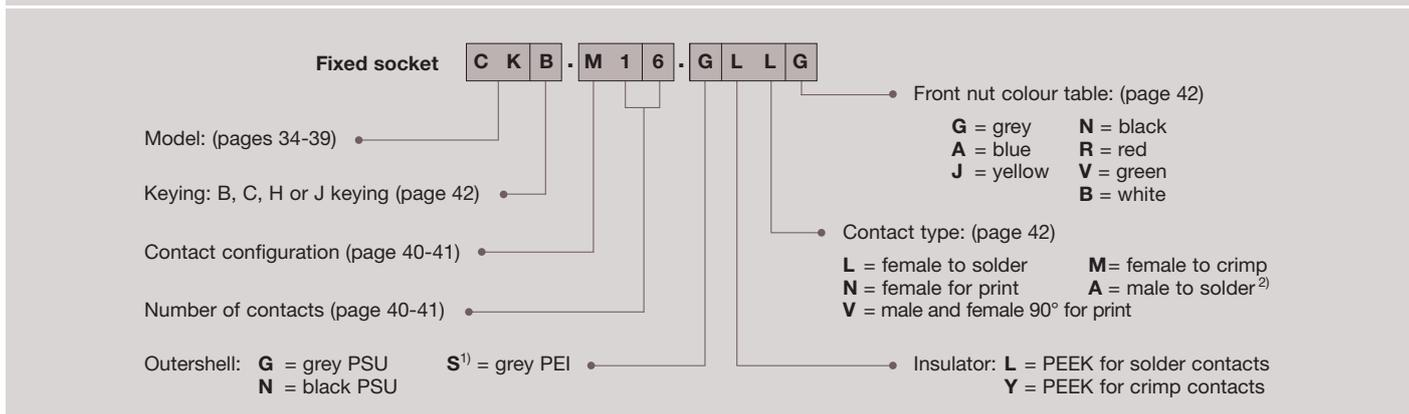 Fixed socket CKB.M16.GLLG
Front nut colour table: (page 42)
G = grey N = black
A = blue R = red
J = yellow V = green
B = white
Model: (pages 34-39)
Keying: B, C, H or J keying (page 42)
Contact type: (page 42)
L = female to solder M= female to crimp
N = female for print A = male to solder 2)
V = male and female 90° for print
Contact configuration (page 40-41)
Number of contacts (page 40-41)
Outershell: G = grey PSU S1) = grey PEI
N = black PSU
Insulator: L = PEEK for solder contacts
Y = PEEK for crimp contacts